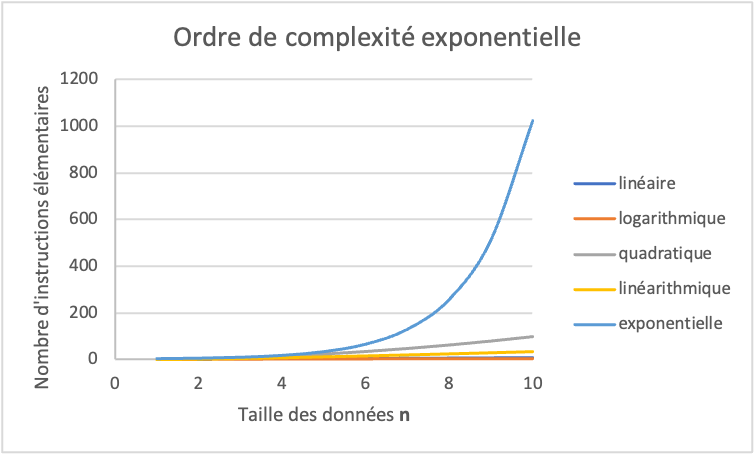 Ordre de complexité exponentielle
Nombre d'instructions élémentaires
1200
1000
800
600
400
200
0
0 2 4 6 8 10
Taille des données n
linéaire
logarithmique
quadratique
linéarithmique
exponentielle